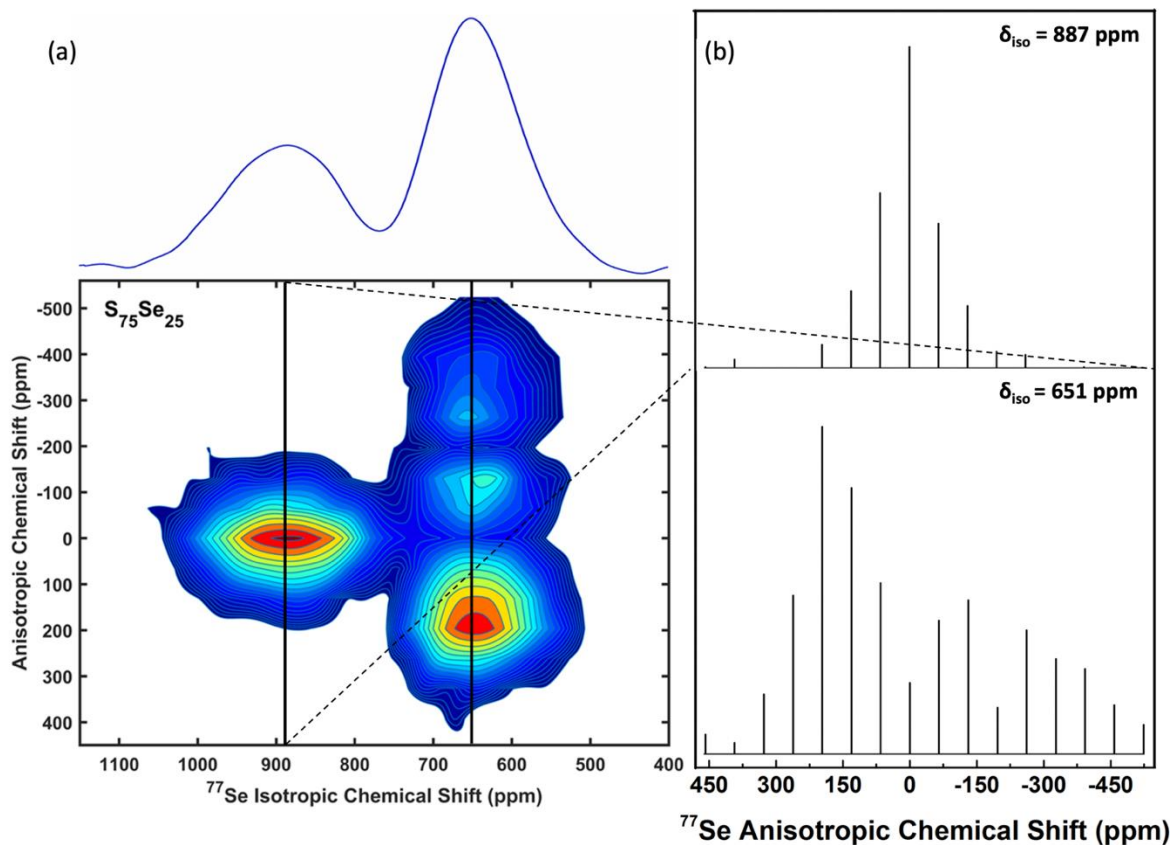 (a)
S75Se25
-500
-400
-300
-200
-100
0
100
200
300
400
Anisotropic Chemical Shift (ppm)
1100 1000 900 800 700 600 500 400
77Se Isotropic Chemical Shift (ppm)
(b)
δiso = 887 ppm
δiso = 651 ppm
450 300 150 0 -150 -300 -450
77Se Anisotropic Chemical Shift (ppm)